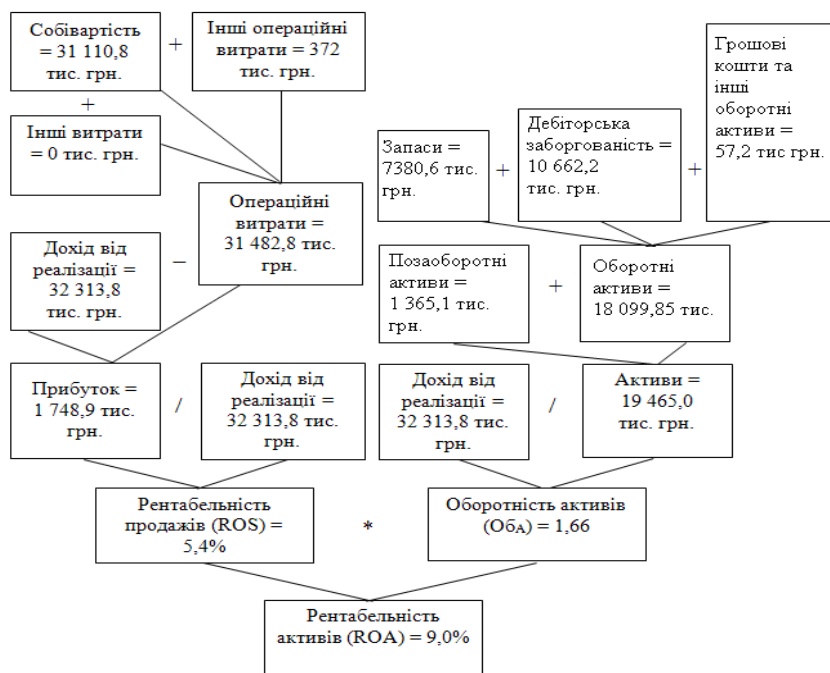 Собівартість
= 31 110,8
тис. грн.
+
Інші операційні
витрати = 372
тис. грн.
Грошові
кошти та
інші
оборотні
активи =
57,2 тис грн.
+
Інші витрати
= 0 тис. грн.
Запаси =
7380,6 тис.
грн.
+
Дебіторська
заборгованість =
10 662,2
тис. грн.
+
Операційні
витрати =
31 482,8 тис.
грн.
Дохід від
реалізації =
32 313,8
тис. грн.
–
Позаоборотні
активи =
1 365,1 тис.
грн.
+
Оборотні
активи =
18 099,85 тис.
Прибуток =
1 748,9 тис.
грн.
/
Дохід від
реалізації =
32 313,8 тис.
грн.
Дохід від
реалізації =
32 313,8 тис.
грн.
/
Активи =
19 465,0
тис. грн.
Рентабельність
продажів (ROS) =
5,4%
*
Оборотність активів
(ОбА) = 1,66
Рентабельність
активів (ROA) = 9,0%